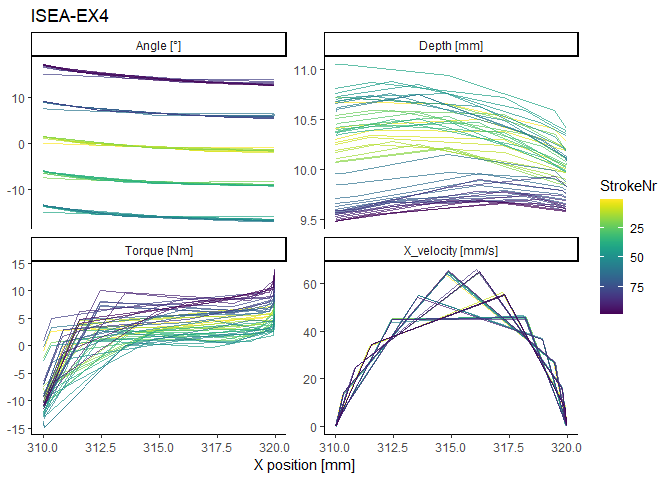 ISEA-EX4
Angle [°]
Depth [mm]
10
0
-10
11.0
10.5
10.0
9.5
StrokeNr
25
50
75
Torque [Nm]
X_velocity [mm/s]
15
10
5
0
-5
-10
-15
60
40
20
0
310.0 312.5 315.0 317.5 320.0
310.0 312.5 315.0 317.5 320.0
X position [mm]